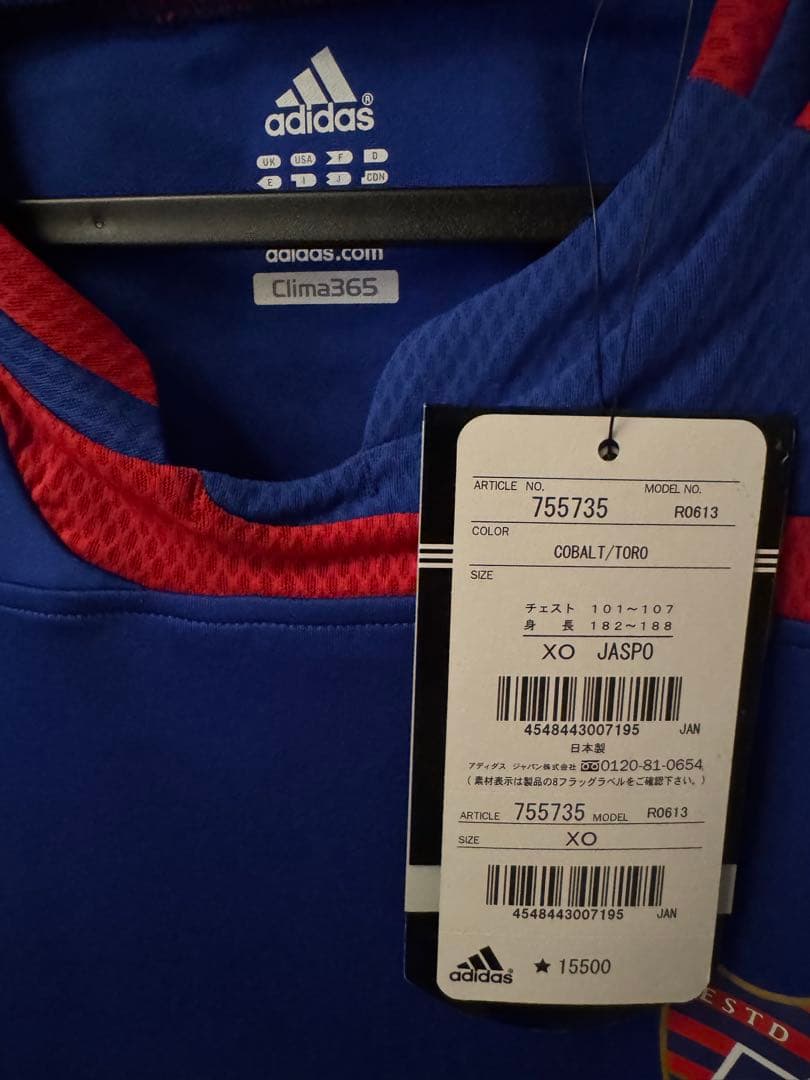 adidas®
UK USA F D
E I J CDN
adidas.com
Clima365
ARTICLE NO. MODEL NO.
755735 R0613
COLOR
COBALT/TORO
SIZE
チェスト 101~107
身 長 182~188
XO JASPO
4548443007195 JAN
日本製
アディダス ジャパン株式会社 0120-81-0654
(素材表示は製品の8フラッグラベルをご確認下さい。)
ARTICLE 755735 MODEL R0613
SIZE XO
4548443007195 JAN
adidas ★ 15500
ESTD